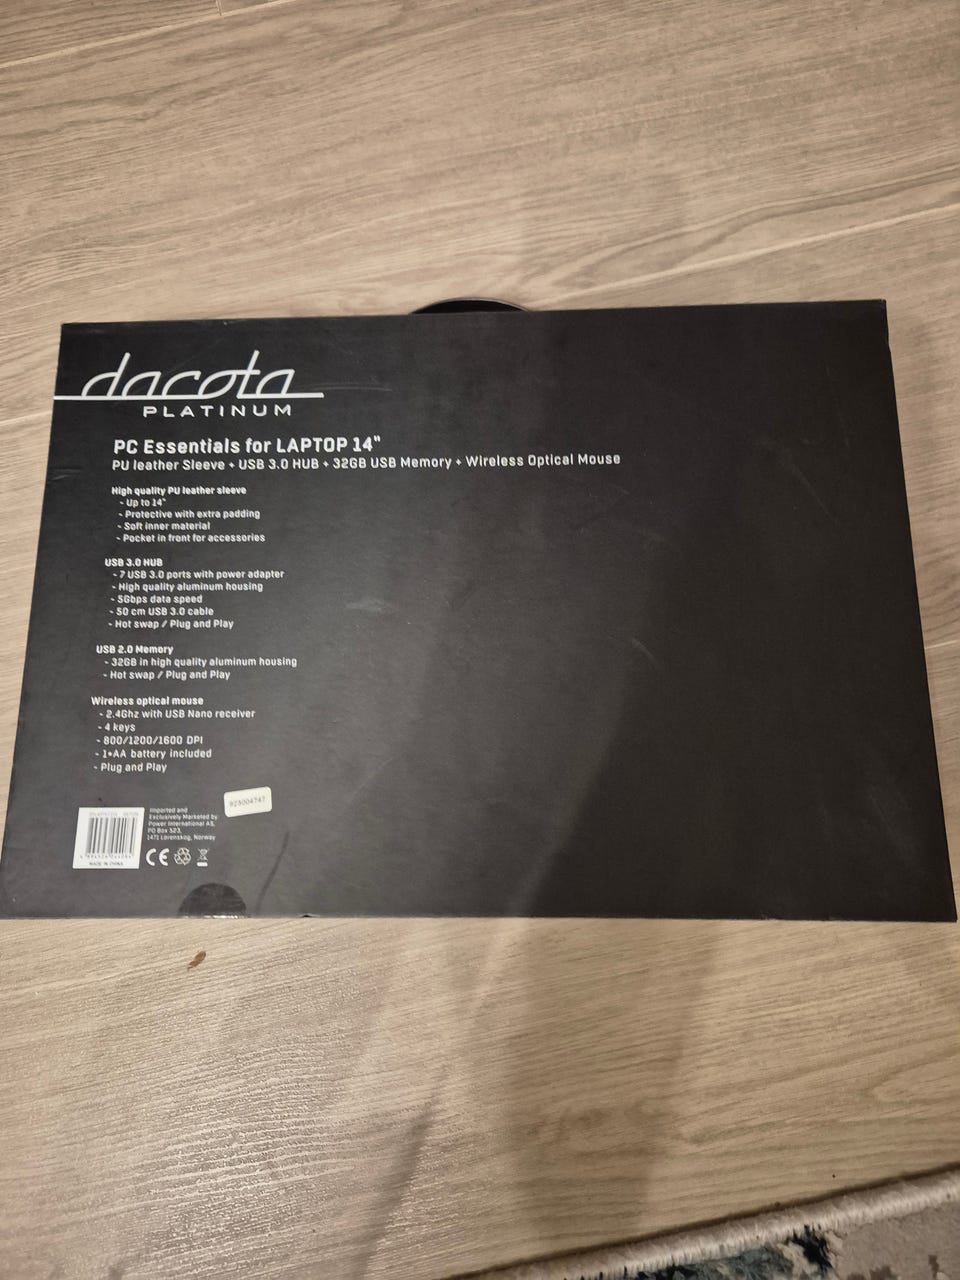 dacota
PLATINUM
PC Essentials for LAPTOP 14"
PU leather Sleeve + USB 3.0 HUB + 32GB USB Memory + Wireless Optical Mouse
High quality PU leather sleeve
- Up to 14"
- Protective with extra padding
- Soft inner material
- Pocket in front for accessories
USB 3.0 HUB
- 7 USB 3.0 ports with power adapter
- High quality aluminum housing
- 5Gbps data speed
- 50 cm USB 3.0 cable
- Hot swap / Plug and Play
USB 2.0 Memory
- 32GB in high quality aluminum housing
- Hot swap / Plug and Play
Wireless optical mouse
- 2.4Ghz with USB Nano receiver
- 4 keys
- 800/1200/1600 DPI
- 1*AA battery included
- Plug and Play
923004747
Imported and
Exclusively Marketed by
Power International AS,
PO Box 523,
1471 Lørenskog, Norway
MADE IN CHINA
CE